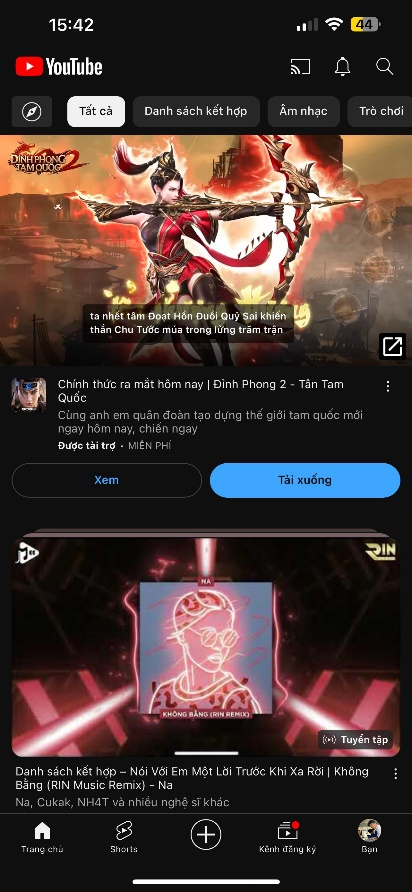 15:42
44
YouTube
Tất cả
Danh sách kết hợp
Âm nhạc
Trò chơi
ĐỈNH PHONG 2
TAM QUỐC
ta nhết tâm Đoạt Hồn Đuôi Quỷ Sai khiến
thần Chu Tước múa trong lửng trăm trận
Chính thức ra mắt hôm nay | Đỉnh Phong 2 - Tân Tam
Quốc
Cùng anh em quân đoàn tạo dựng thế giới tam quốc mới
ngay hôm nay, chiến ngay
Được tài trợ · MIỄN PHÍ
Xem
Tải xuống
RIN
NA
KHÔNG BẰNG (RIN REMIX)
Tuyển tập
Danh sách kết hợp – Nói Với Em Một Lời Trước Khi Xa Rời | Không
Bằng (RIN Music Remix) - Na
Na, Cukak, NH4T và nhiều nghệ sĩ khác
Trang chủ
Shorts
Kênh đăng ký
Bạn